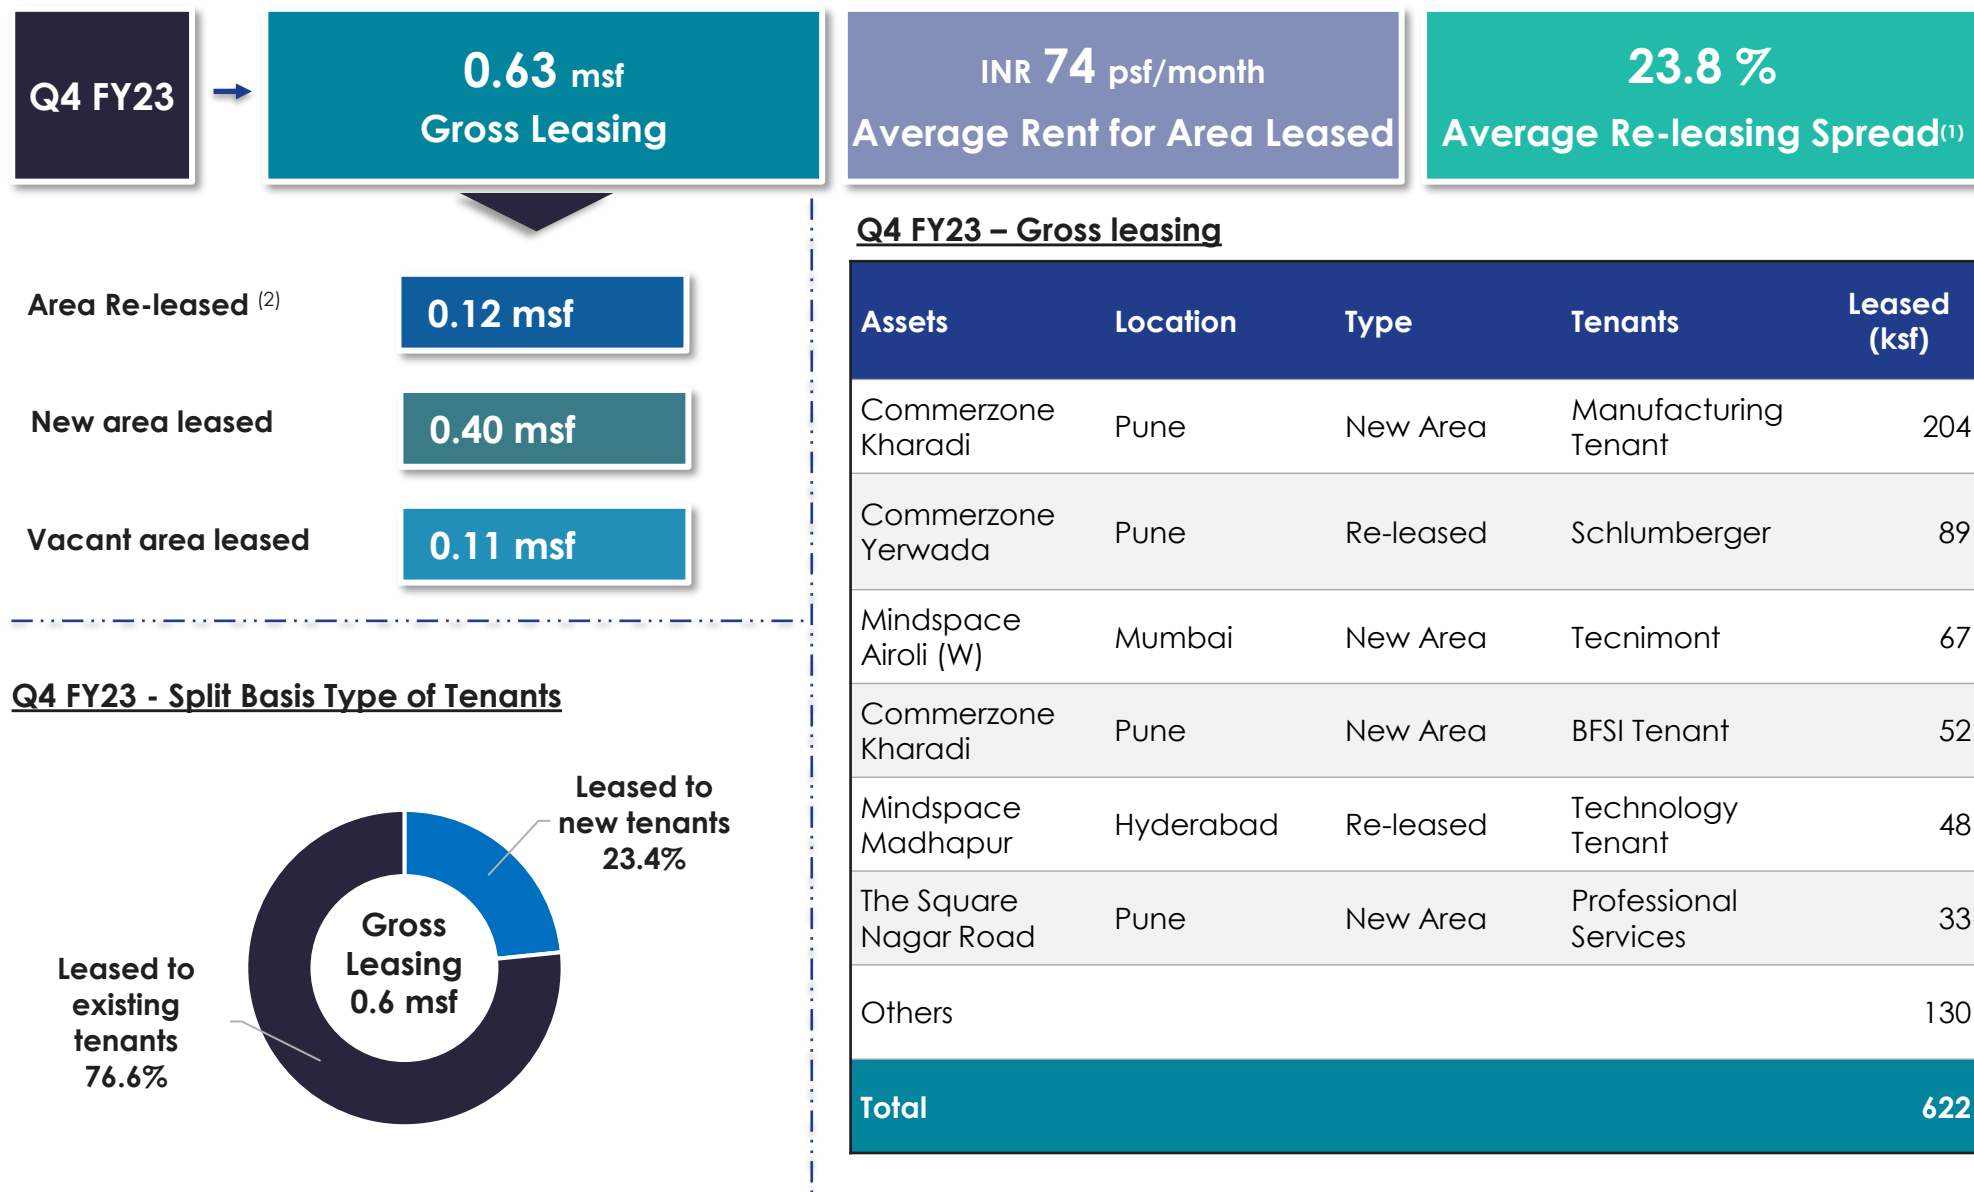 Q4 FY23
0.63 msf
Gross Leasing
INR 74 psf/month
Average Rent for Area Leased
23.8 %
Average Re-leasing Spread(1)
Area Re-leased (2)
0.12 msf
New area leased
0.40 msf
Vacant area leased
0.11 msf
Q4 FY23 - Split Basis Type of Tenants
Leased to
new tenants
23.4%
Gross
Leasing
0.6 msf
Leased to
existing
tenants
76.6%
Q4 FY23 – Gross leasing
Assets Location Type Tenants Leased (ksf)
Commerzone Kharadi Pune New Area Manufacturing Tenant 204
Commerzone Yerwada Pune Re-leased Schlumberger 89
Mindspace Airoli (W) Mumbai New Area Tecnimont 67
Commerzone Kharadi Pune New Area BFSI Tenant 52
Mindspace Madhapur Hyderabad Re-leased Technology Tenant 48
The Square Nagar Road Pune New Area Professional Services 33
Others 130
Total 622